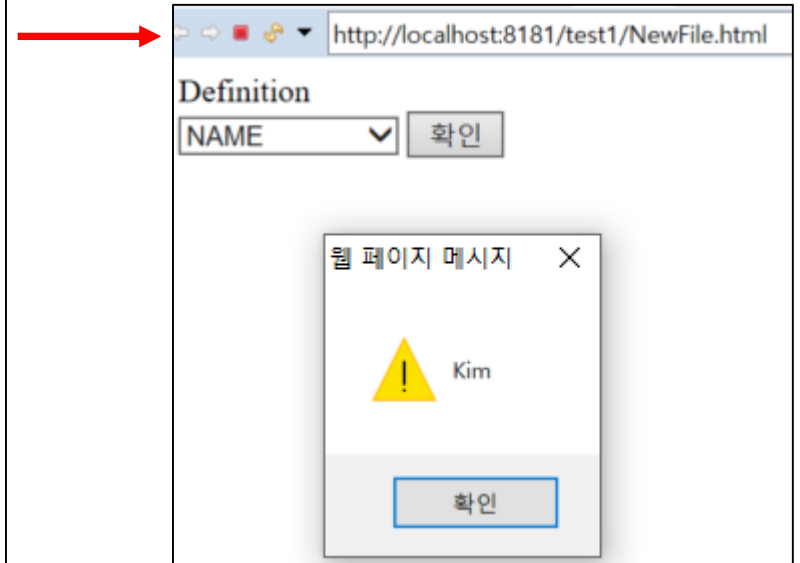 http://localhost:8181/test1/NewFile.html
Definition
NAME 확인
웹 페이지 메시지
Kim
확인